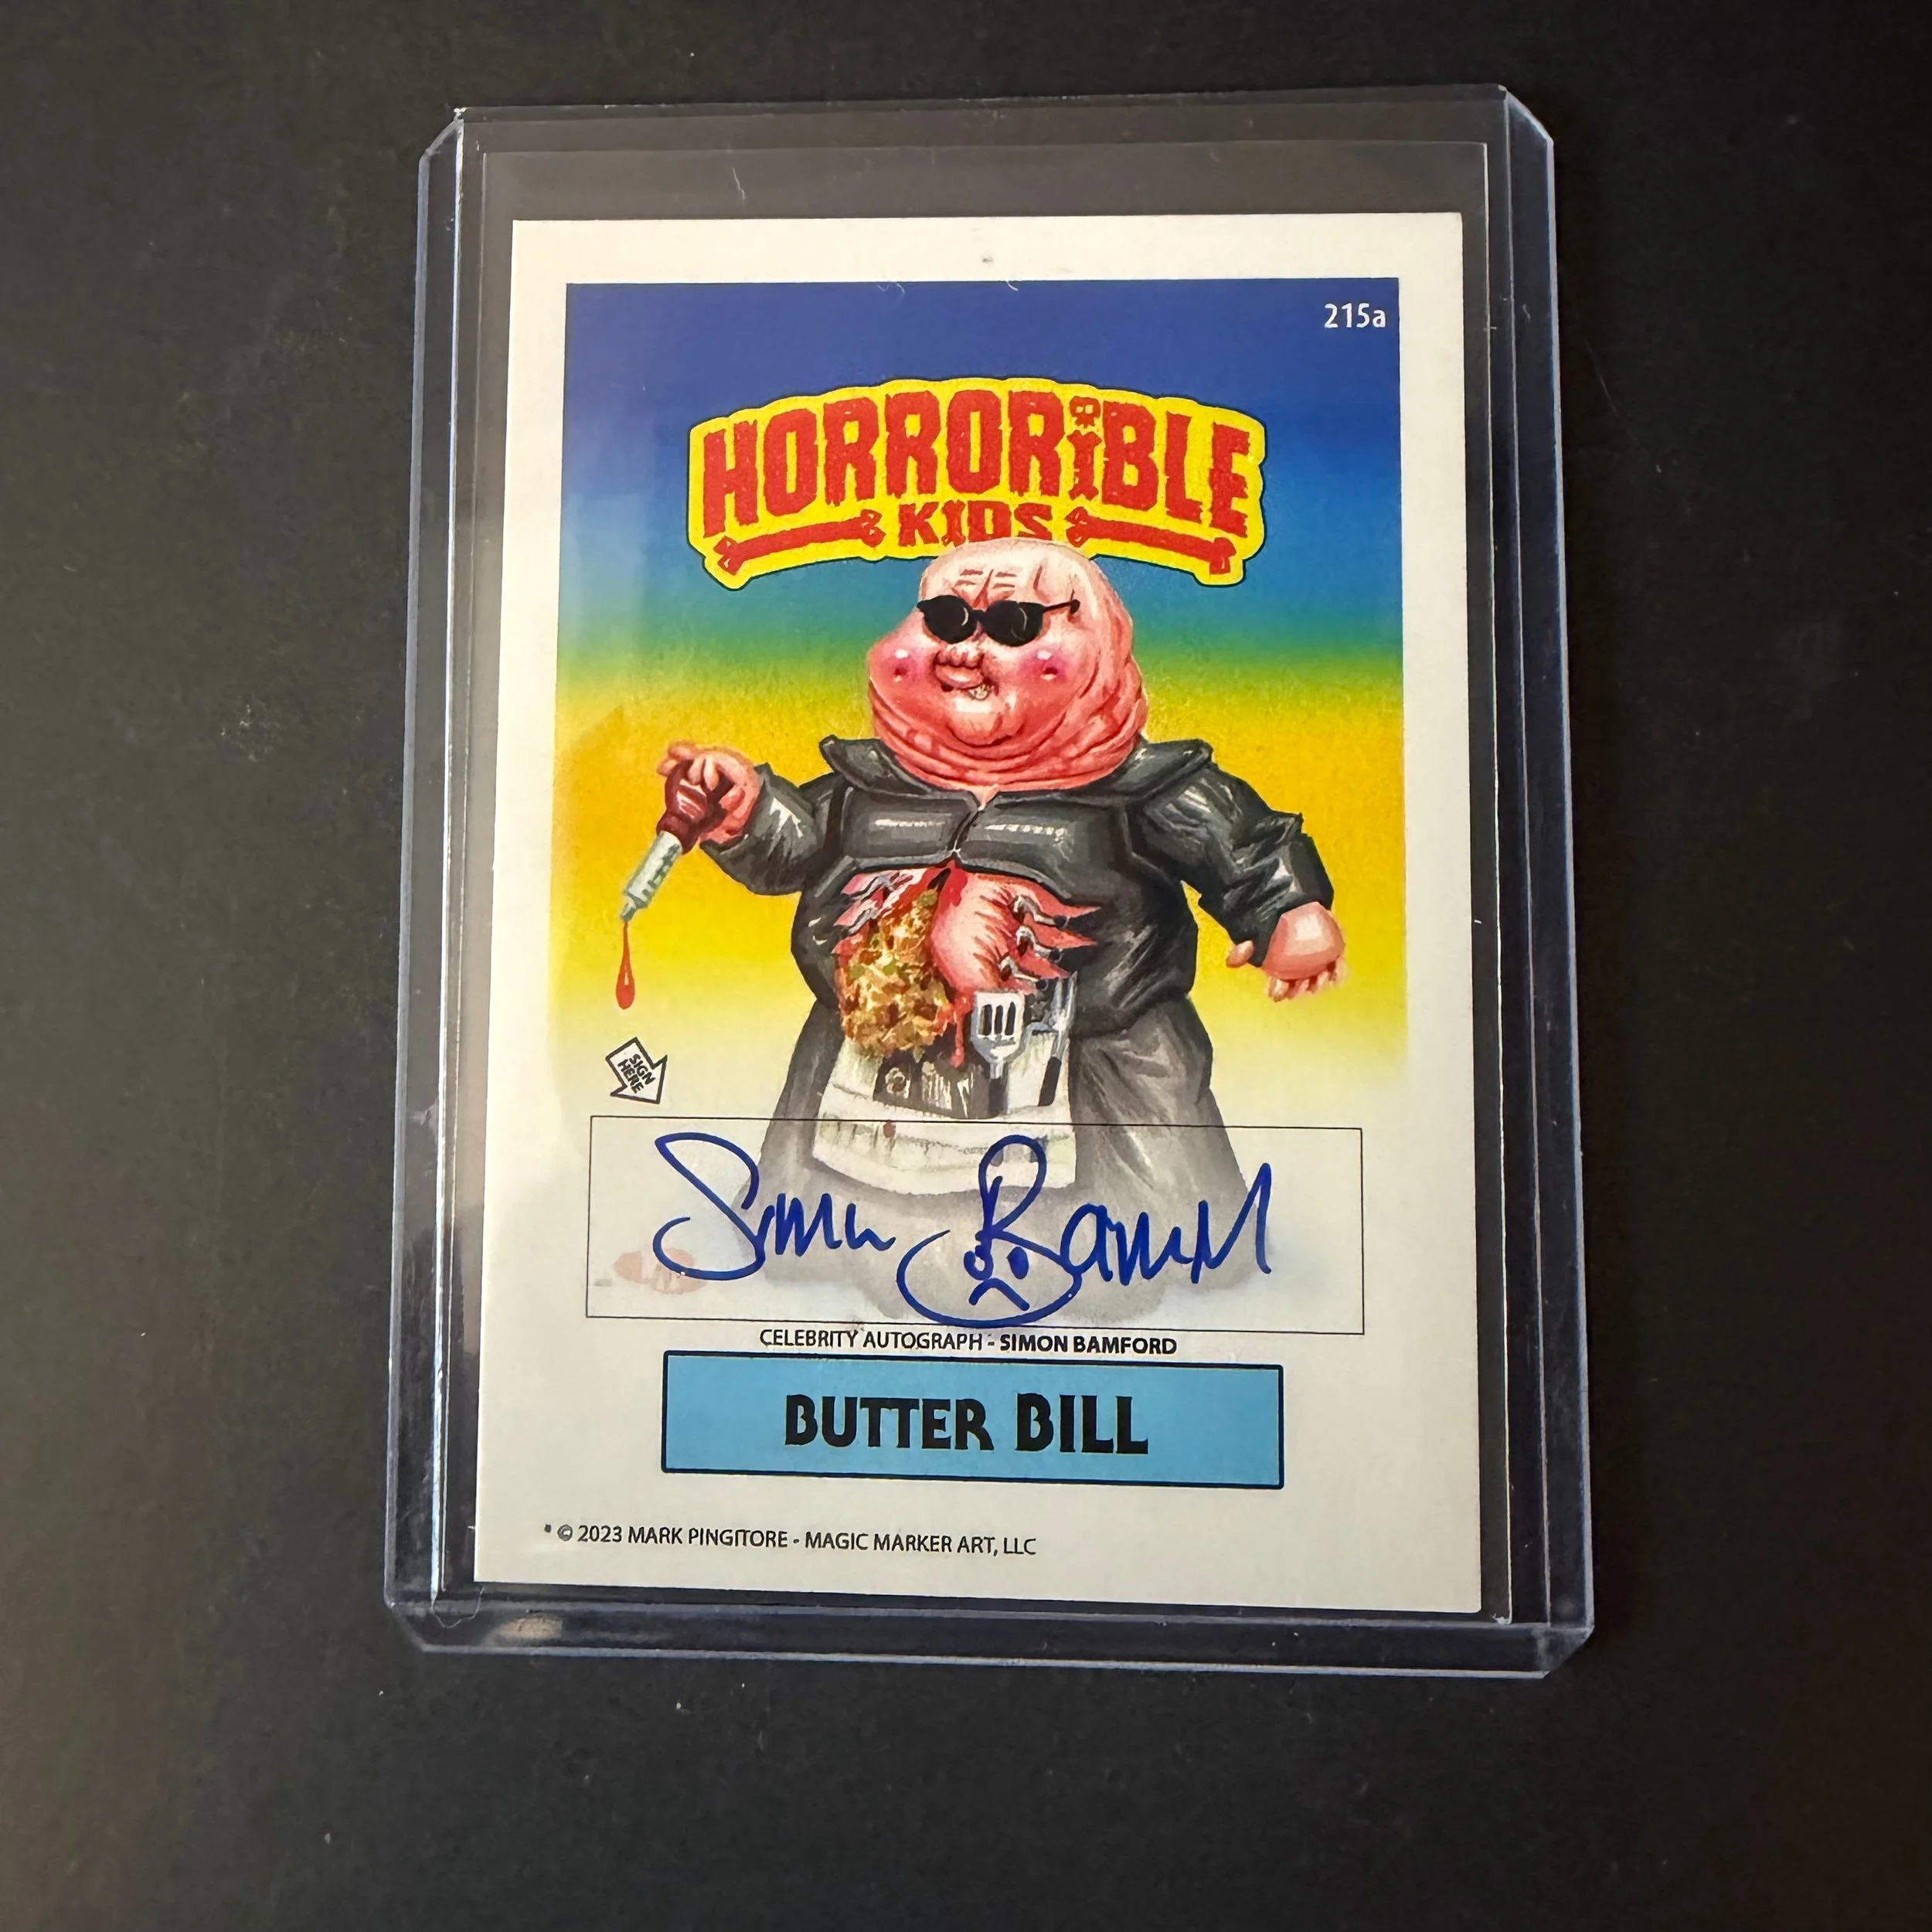 215a
HORRORiBLE
KIDS
SIGN
HERE
Simon Bamford
CELEBRITY AUTOGRAPH - SIMON BAMFORD
BUTTER BILL
© 2023 MARK PINGITORE - MAGIC MARKER ART, LLC